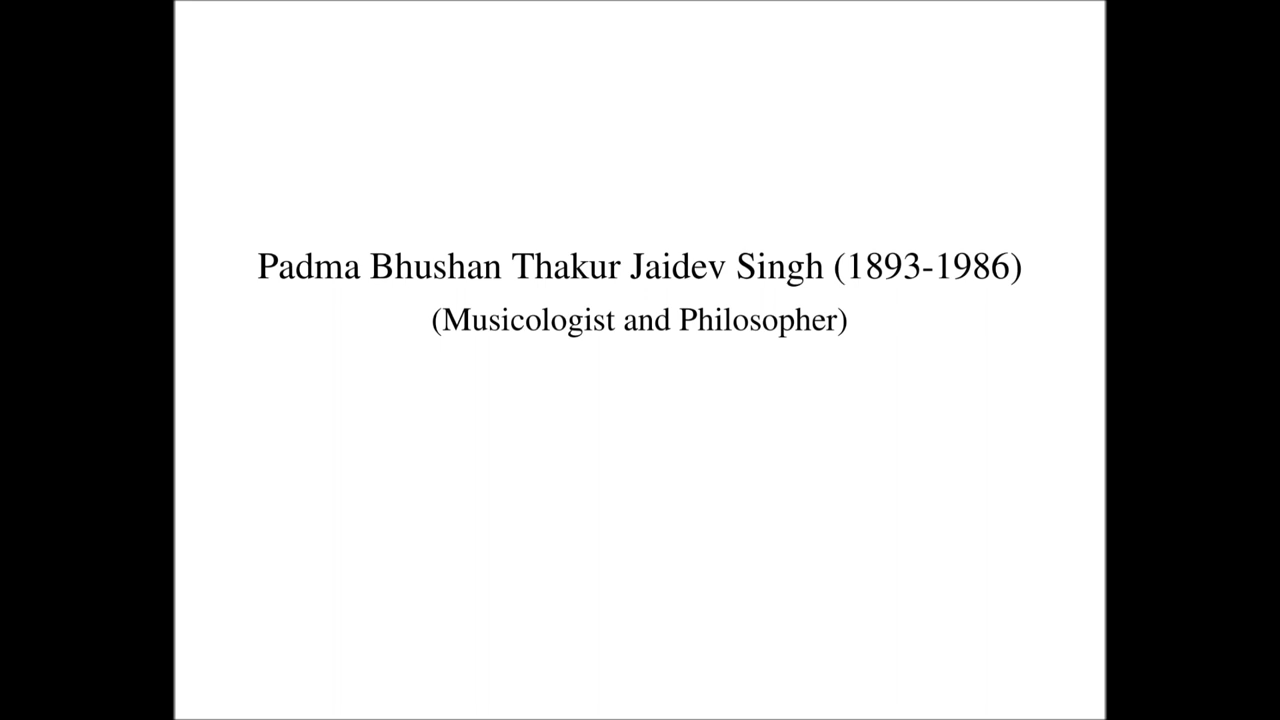 Padma Bhushan Thakur Jaidev Singh (1893-1986)
(Musicologist and Philosopher)